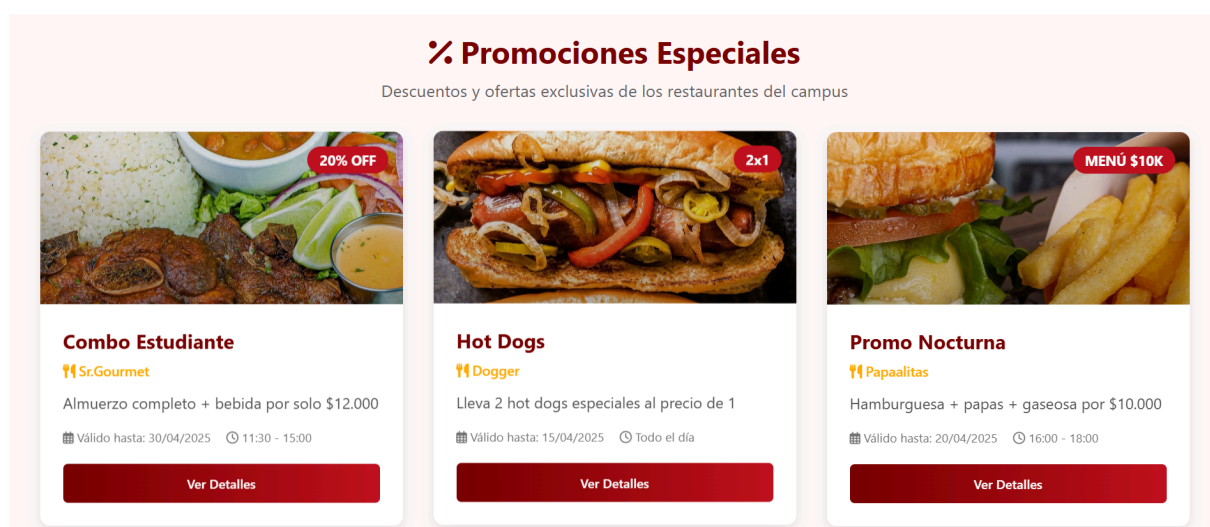 Promociones Especiales
Descuentos y ofertas exclusivas de los restaurantes del campus
20% OFF
Combo Estudiante
Sr.Gourmet
Almuerzo completo + bebida por solo $12.000
Válido hasta: 30/04/2025 11:30 - 15:00
Ver Detalles
2x1
Hot Dogs
Dogger
Lleva 2 hot dogs especiales al precio de 1
Válido hasta: 15/04/2025 Todo el día
Ver Detalles
MENÚ $10K
Promo Nocturna
Papaalitas
Hamburguesa + papas + gaseosa por $10.000
Válido hasta: 20/04/2025 16:00 - 18:00
Ver Detalles